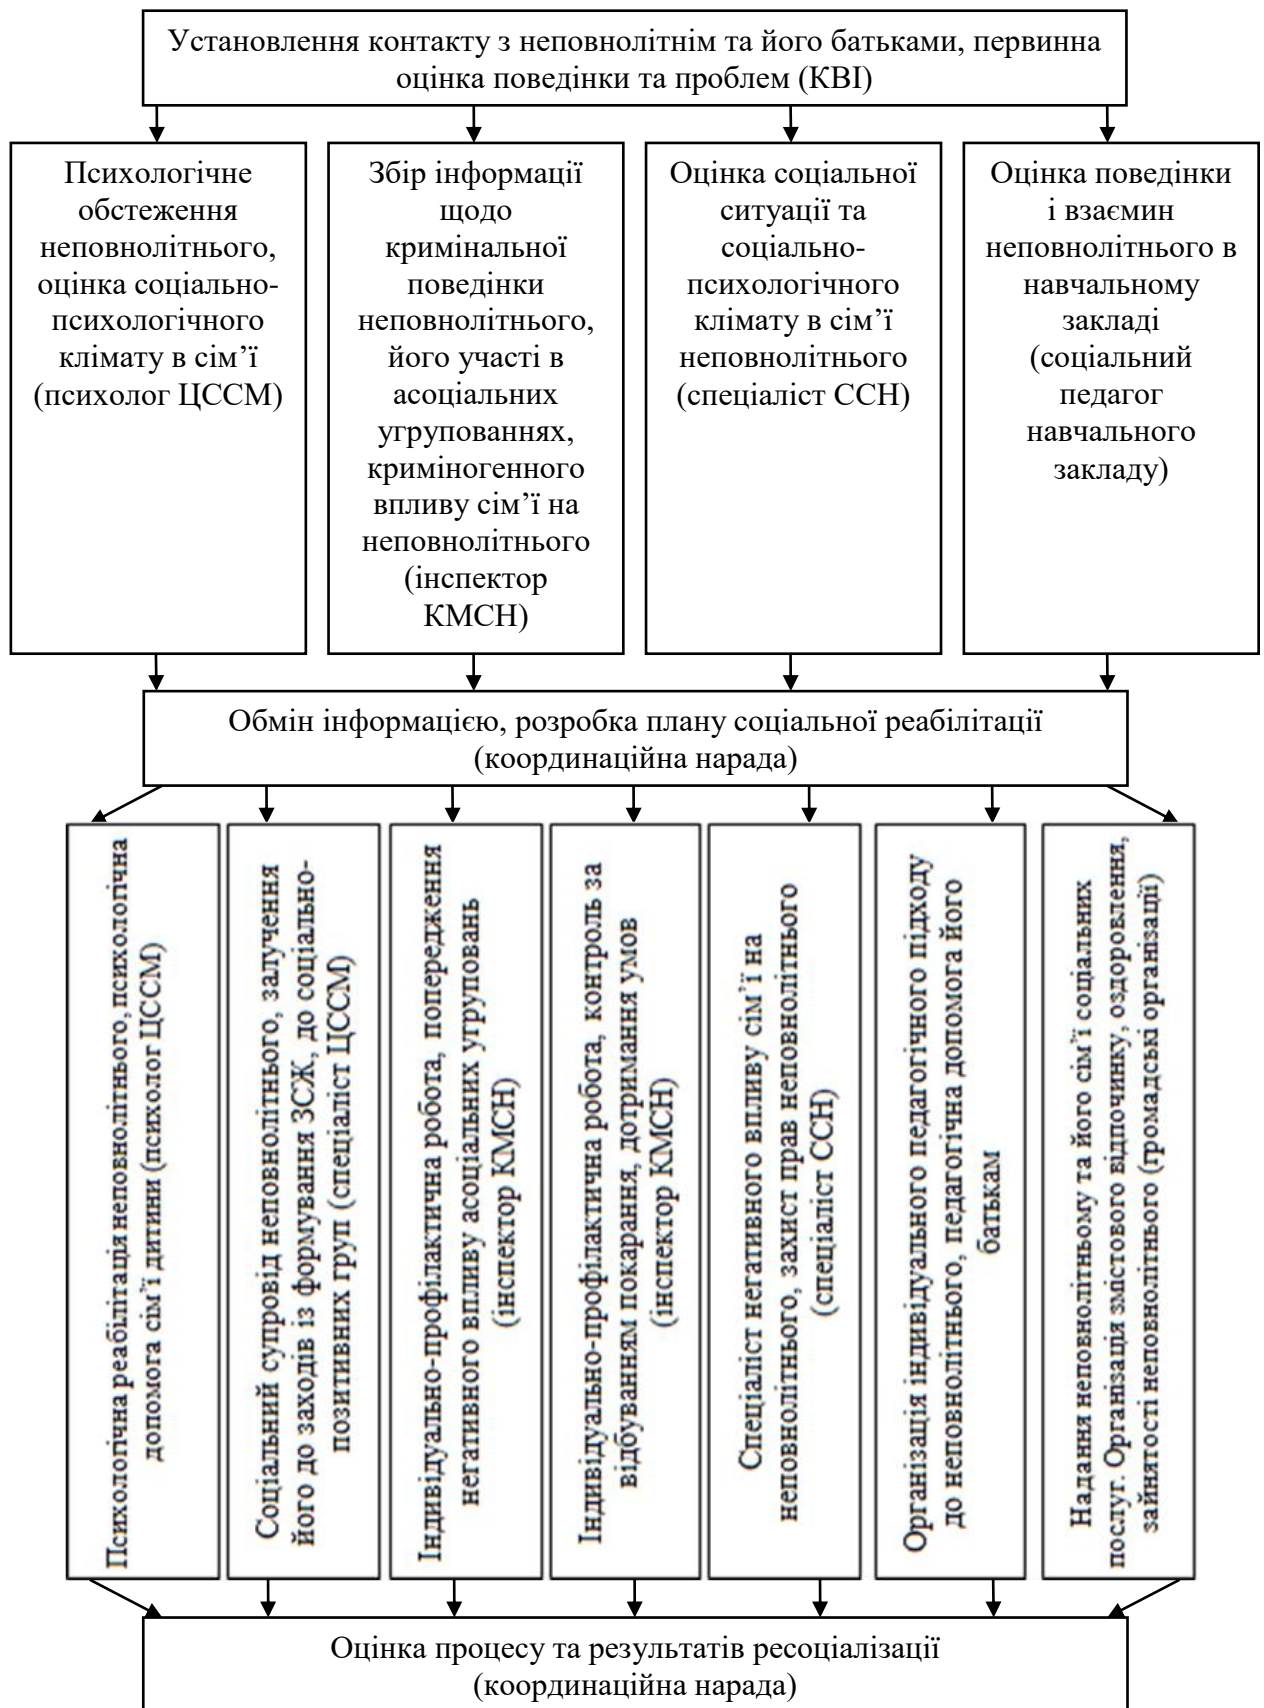 Установлення контакту з неповнолітнім та його батьками, первинна
оцінка поведінки та проблем (КВІ)
Психологічне
обстеження
неповнолітнього,
оцінка соціально-
психологічного
клімату в сім’ї
(психолог ЦССМ)
Збір інформації
щодо
кримінальної
поведінки
неповнолітнього,
його участі в
асоціальних
угрупованнях,
криміногенного
впливу сім’ї на
неповнолітнього
(інспектор
КМСН)
Оцінка соціальної
ситуації та
соціально-
психологічного
клімату в сім’ї
неповнолітнього
(спеціаліст ССН)
Оцінка поведінки
і взаємин
неповнолітнього в
навчальному
закладі
(соціальний
педагог
навчального
закладу)
Обмін інформацією, розробка плану соціальної реабілітації
(координаційна нарада)
Психологічна реабілітація неповнолітнього, психологічна
допомога сім’ї дитини (психолог ЦССМ)
Соціальний супровід неповнолітнього, залучення
його до заходів із формування ЗСЖ, до соціально-
позитивних груп (спеціаліст ЦССМ)
Індивідуально-профілактична робота, попередження
негативного впливу асоціальних угруповань
(інспектор КМСН)
Індивідуально-профілактична робота, контроль за
відбуванням покарання, дотримання умов
(інспектор КМСН)
Спеціаліст негативного впливу сім’ї на
неповнолітнього, захист прав неповнолітнього
(спеціаліст ССН)
Організація індивідуального педагогічного підходу
до неповнолітнього, педагогічна допомога його
батькам
Надання неповнолітньому та його сім’ї соціальних
послуг. Організація змістового відпочинку, оздоровлення,
зайнятості неповнолітнього (громадські організації)
Оцінка процесу та результатів ресоціалізації
(координаційна нарада)